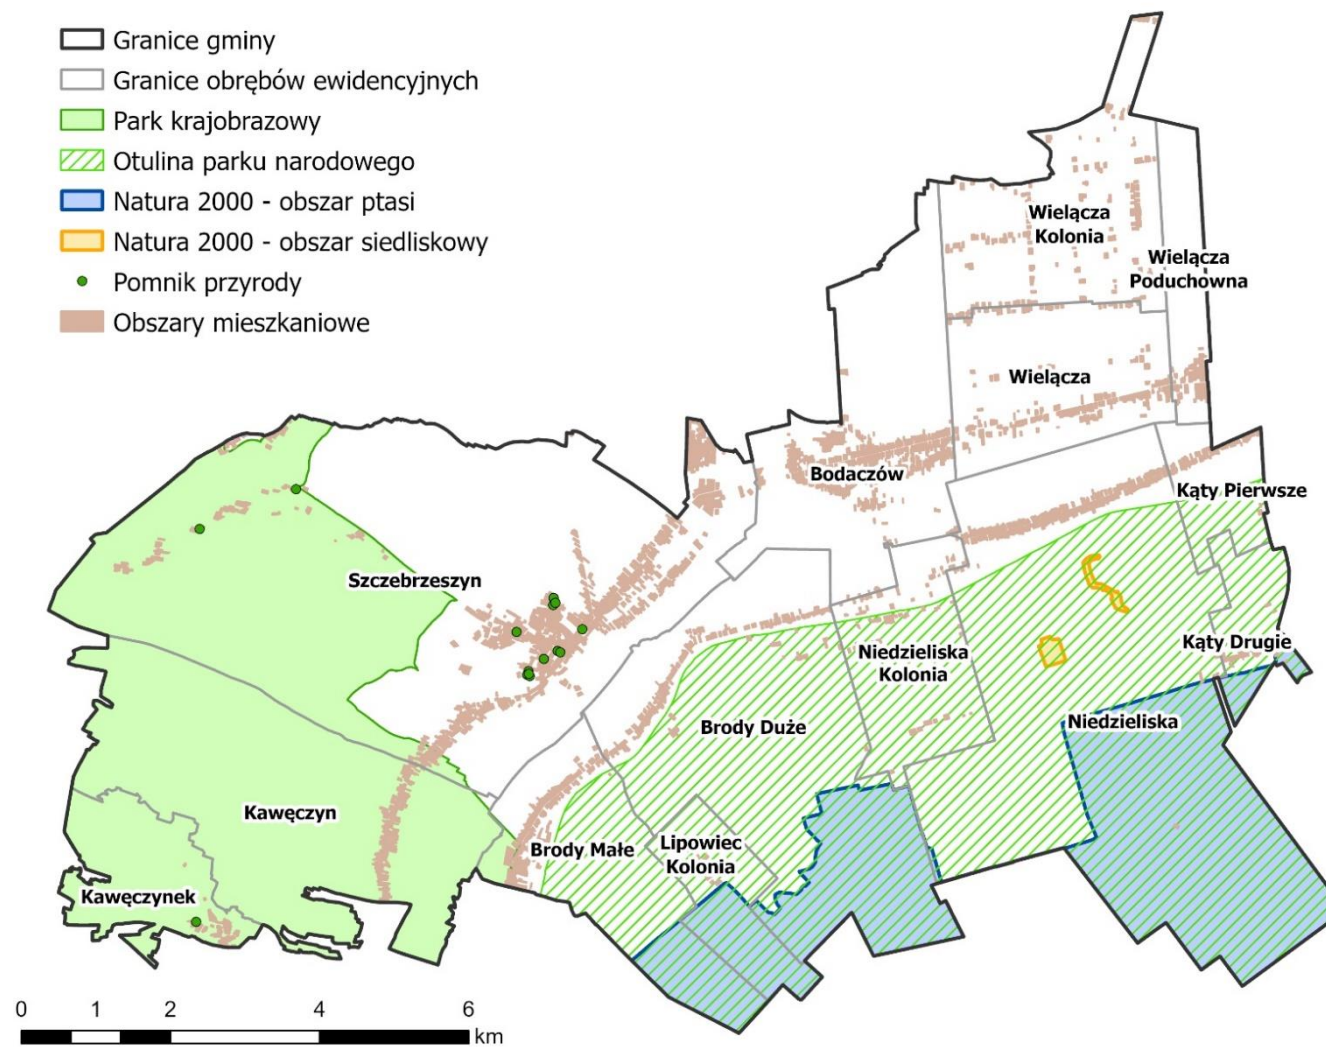 Granice gminy
Granice obrębów ewidencyjnych
Park krajobrazowy
Otulina parku narodowego
Natura 2000 - obszar ptasi
Natura 2000 - obszar siedliskowy
Pomnik przyrody
Obszary mieszkaniowe
Wielącza
Kolonia
Wielącza
Poduchowna
Wielącza
Bodaczów
Kąty Pierwsze
Szczebrzeszyn
Kąty Drugie
Niedzieliska
Kolonia
Niedzieliska
Brody Duże
Kawęczyn
Brody Małe
Lipowiec
Kolonia
Kawęczynek
0 1 2 4 6
km